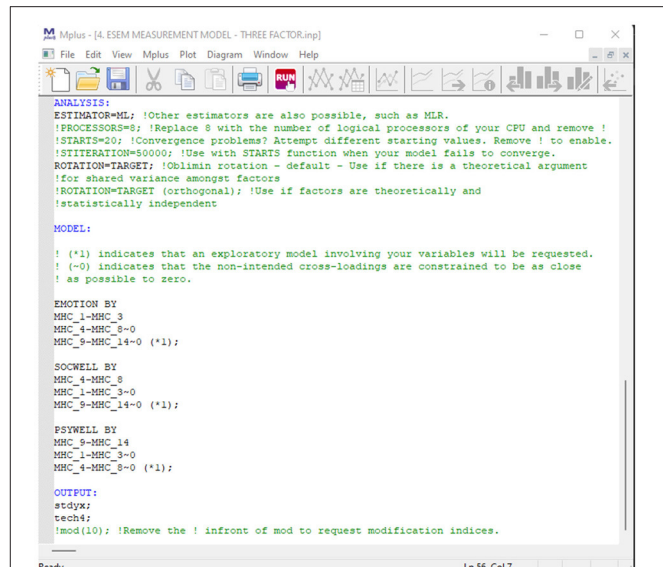 Mplus - [4. ESEM MEASUREMENT MODEL - THREE FACTOR.inp]
File Edit View Mplus Plot Diagram Window Help
RUN
ANALYSIS:
ESTIMATOR=ML; !Other estimators are also possible, such as MLR.
!PROCESSORS=8; !Replace 8 with the number of logical processors of your CPU and remove !
!STARTS=20; !Convergence problems? Attempt different starting values. Remove ! to enable.
!STITERATION=50000; !Use with STARTS function when your model fails to converge.
ROTATION=TARGET; !Oblimin rotation - default - Use if there is a theoretical argument
!for shared variance amongst factors
!ROTATION=TARGET (orthogonal); !Use if factors are theoretically and
!statistically independent
MODEL:
! (*1) indicates that an exploratory model involving your variables will be requested.
! (~0) indicates that the non-intended cross-loadings are constrained to be as close
! as possible to zero.
EMOTION BY
MHC_1-MHC_3
MHC_4-MHC_8~0
MHC_9-MHC_14~0 (*1);
SOCWELL BY
MHC_4-MHC_8
MHC_1-MHC_3~0
MHC_9-MHC_14~0 (*1);
PSYWELL BY
MHC_9-MHC_14
MHC_1-MHC_3~0
MHC_4-MHC_8~0 (*1);
OUTPUT:
stdyx;
tech4;
!mod(10); !Remove the ! infront of mod to request modification indices.
Ready
Ln 56, Col 7